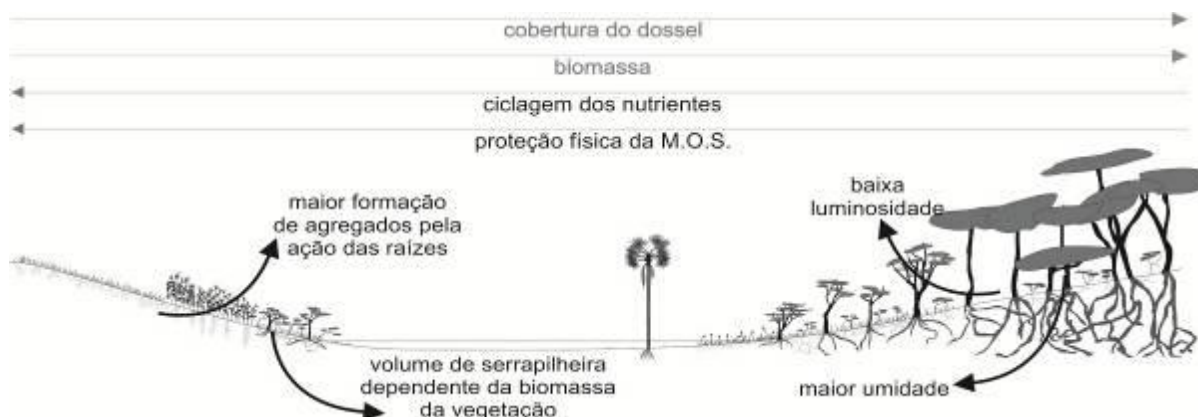 cobertura do dossel
biomassa
ciclagem dos nutrientes
proteção física da M.O.S.
maior formação
de agregados pela
ação das raízes
baixa
luminosidade
volume de serrapilheira
dependente da biomassa
da vegetação
maior umidade